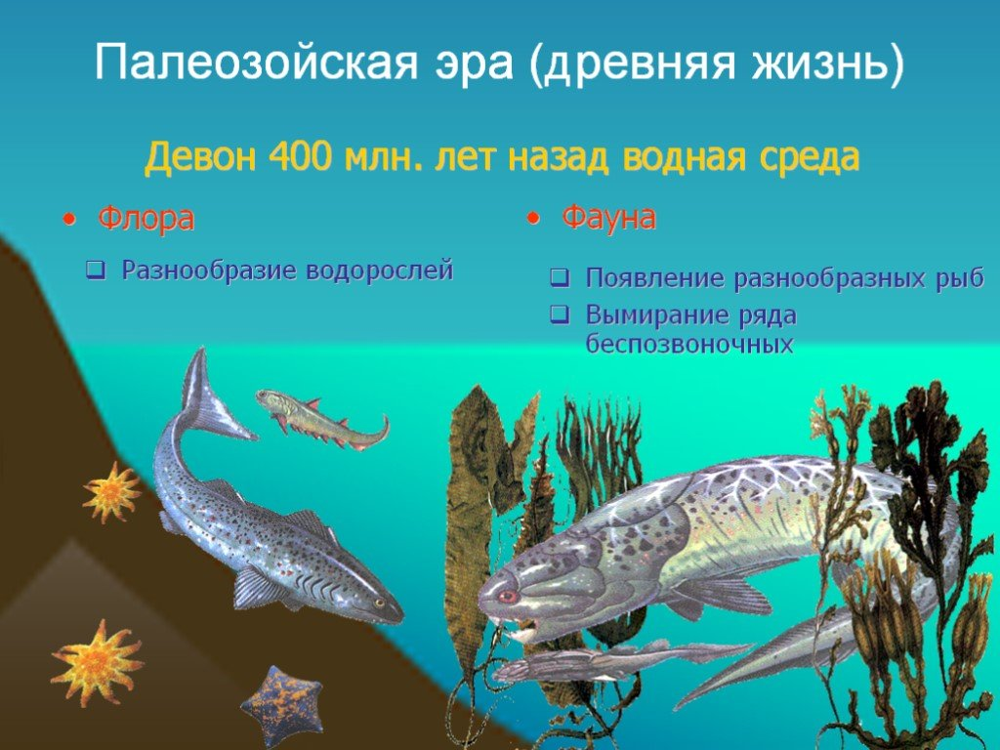 Палеозойская эра (древняя жизнь)
Девон 400 млн. лет назад водная среда
• Флора
❑ Разнообразие водорослей
• Фауна
❑ Появление разнообразных рыб
❑ Вымирание ряда
беспозвоночных